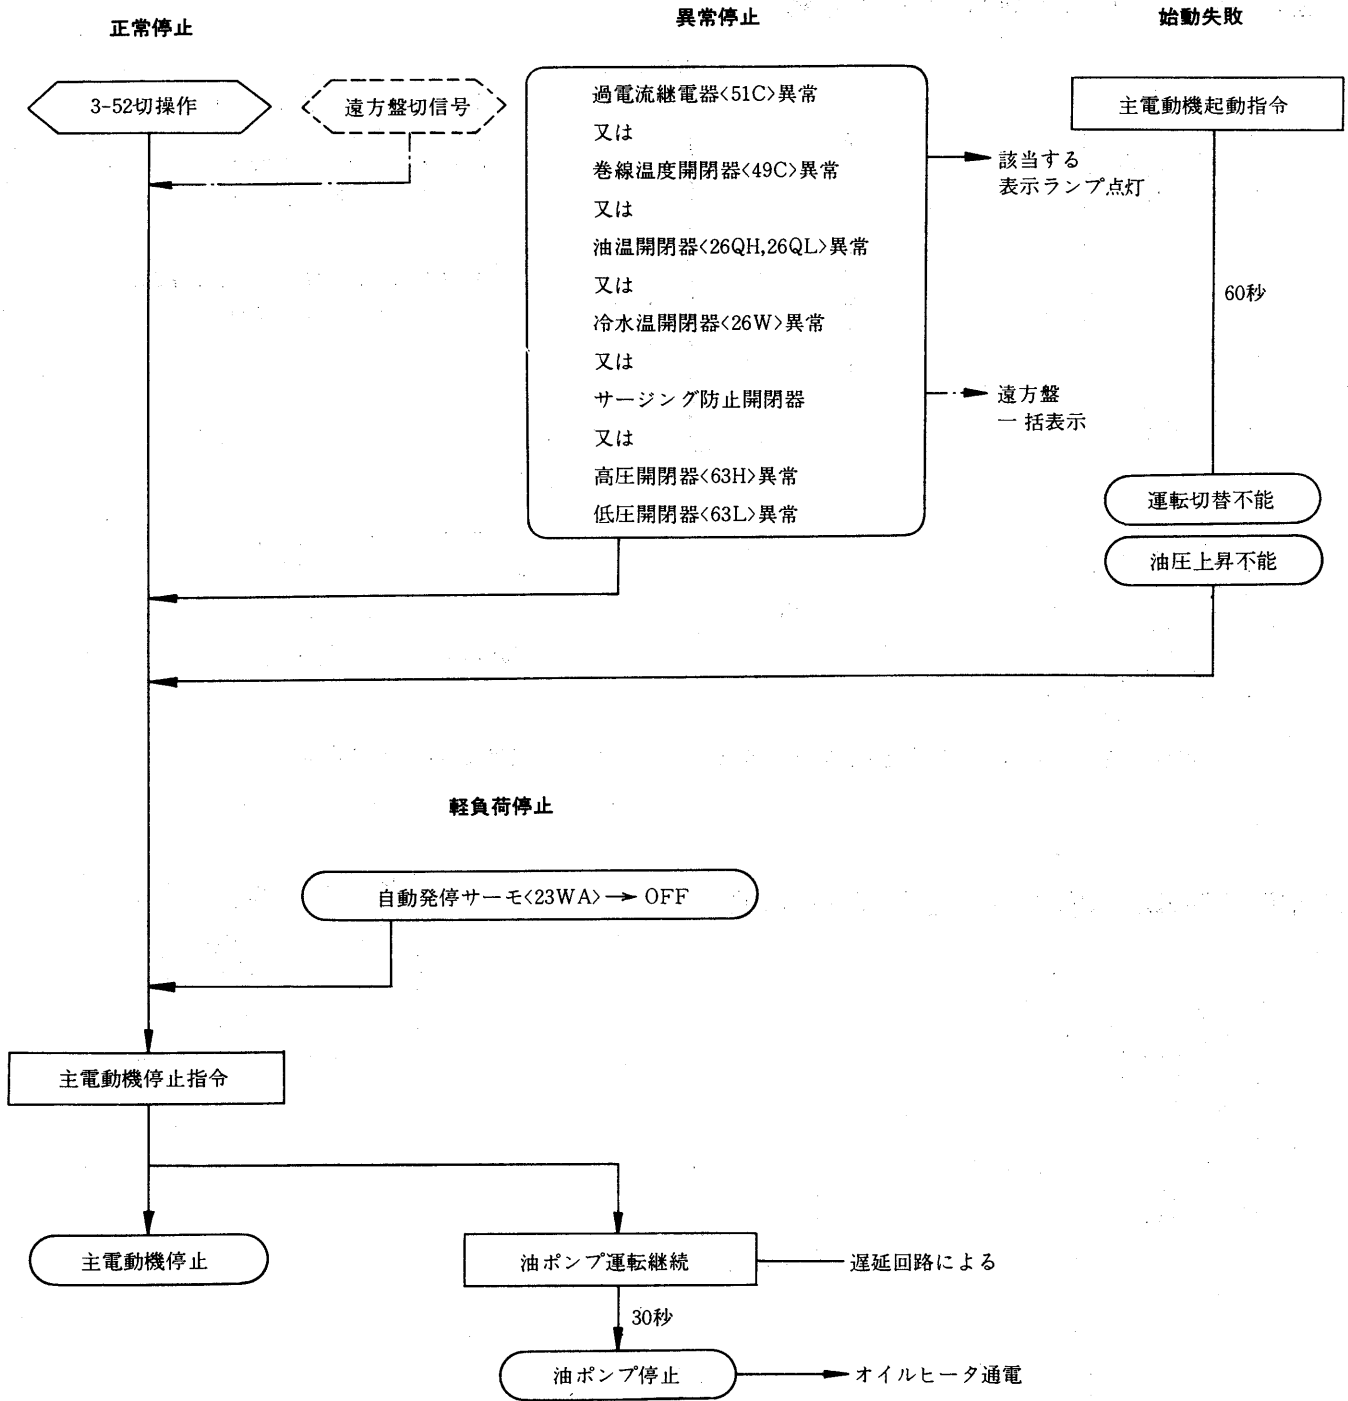 正常停止
異常停止
始動失敗
3-52切操作
遠方盤切信号
過電流継電器<51C>異常
又は
巻線温度開閉器<49C>異常
又は
油温開閉器<26QH,26QL>異常
又は
冷水温開閉器<26W>異常
又は
サージング防止開閉器
又は
高圧開閉器<63H>異常
低圧開閉器<63L>異常
該当する
表示ランプ点灯
遠方盤
一括表示
主電動機起動指令
60秒
運転切替不能
油圧上昇不能
軽負荷停止
自動発停サーモ<23WA>→ OFF
主電動機停止指令
主電動機停止
油ポンプ運転継続
遅延回路による
30秒
油ポンプ停止
オイルヒータ通電